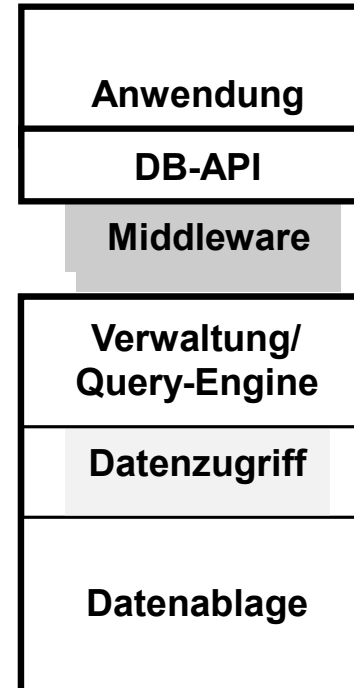 Anwendung
DB-API
Middleware
Verwaltung/
Query-Engine
Datenzugriff
Datenablage